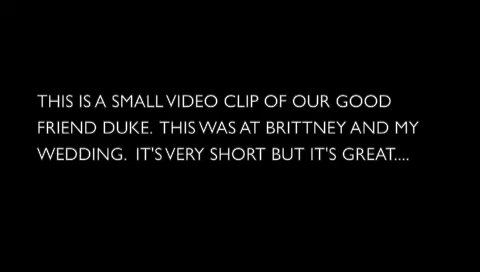 THIS IS A SMALL VIDEO CLIP OF OUR GOOD
FRIEND DUKE.  THIS WAS AT BRITTNEY AND MY
WEDDING.  IT'S VERY SHORT BUT IT'S GREAT....